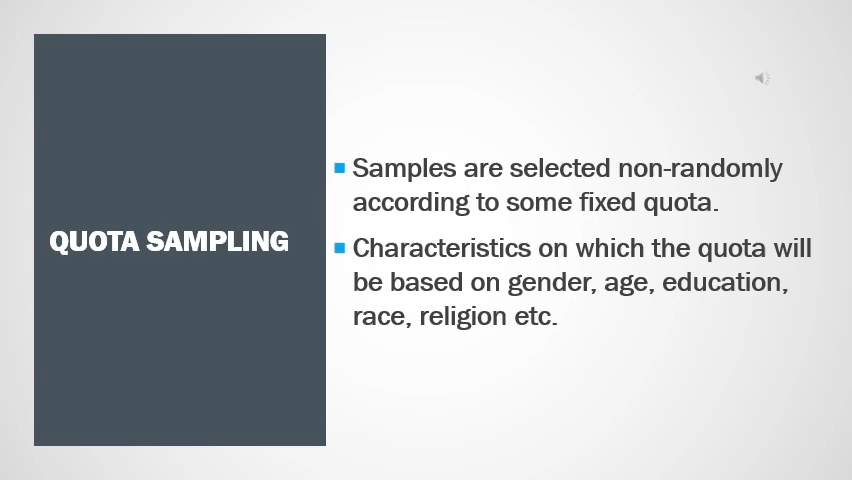 QUOTA SAMPLING
Samples are selected non-randomly
according to some fixed quota.
Characteristics on which the quota will
be based on gender, age, education,
race, religion etc.